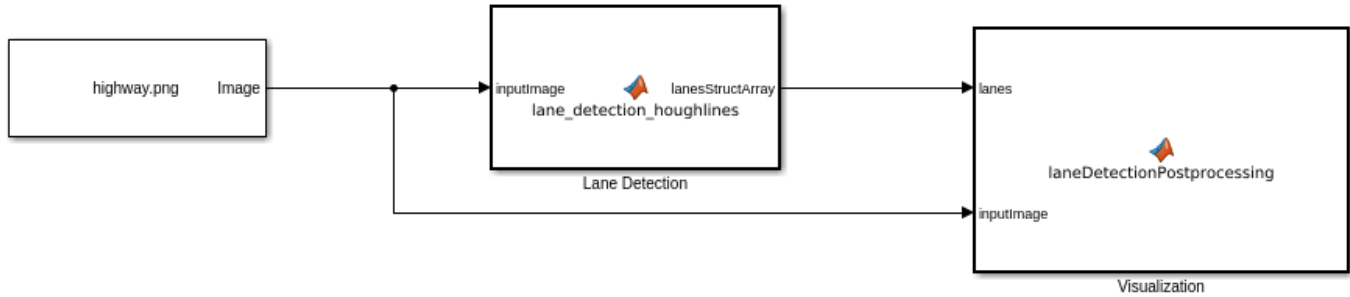 highway.png Image
inputImage lanesStructArray
lane_detection_houghlines
Lane Detection
lanes
laneDetectionPostprocessing
inputImage
Visualization